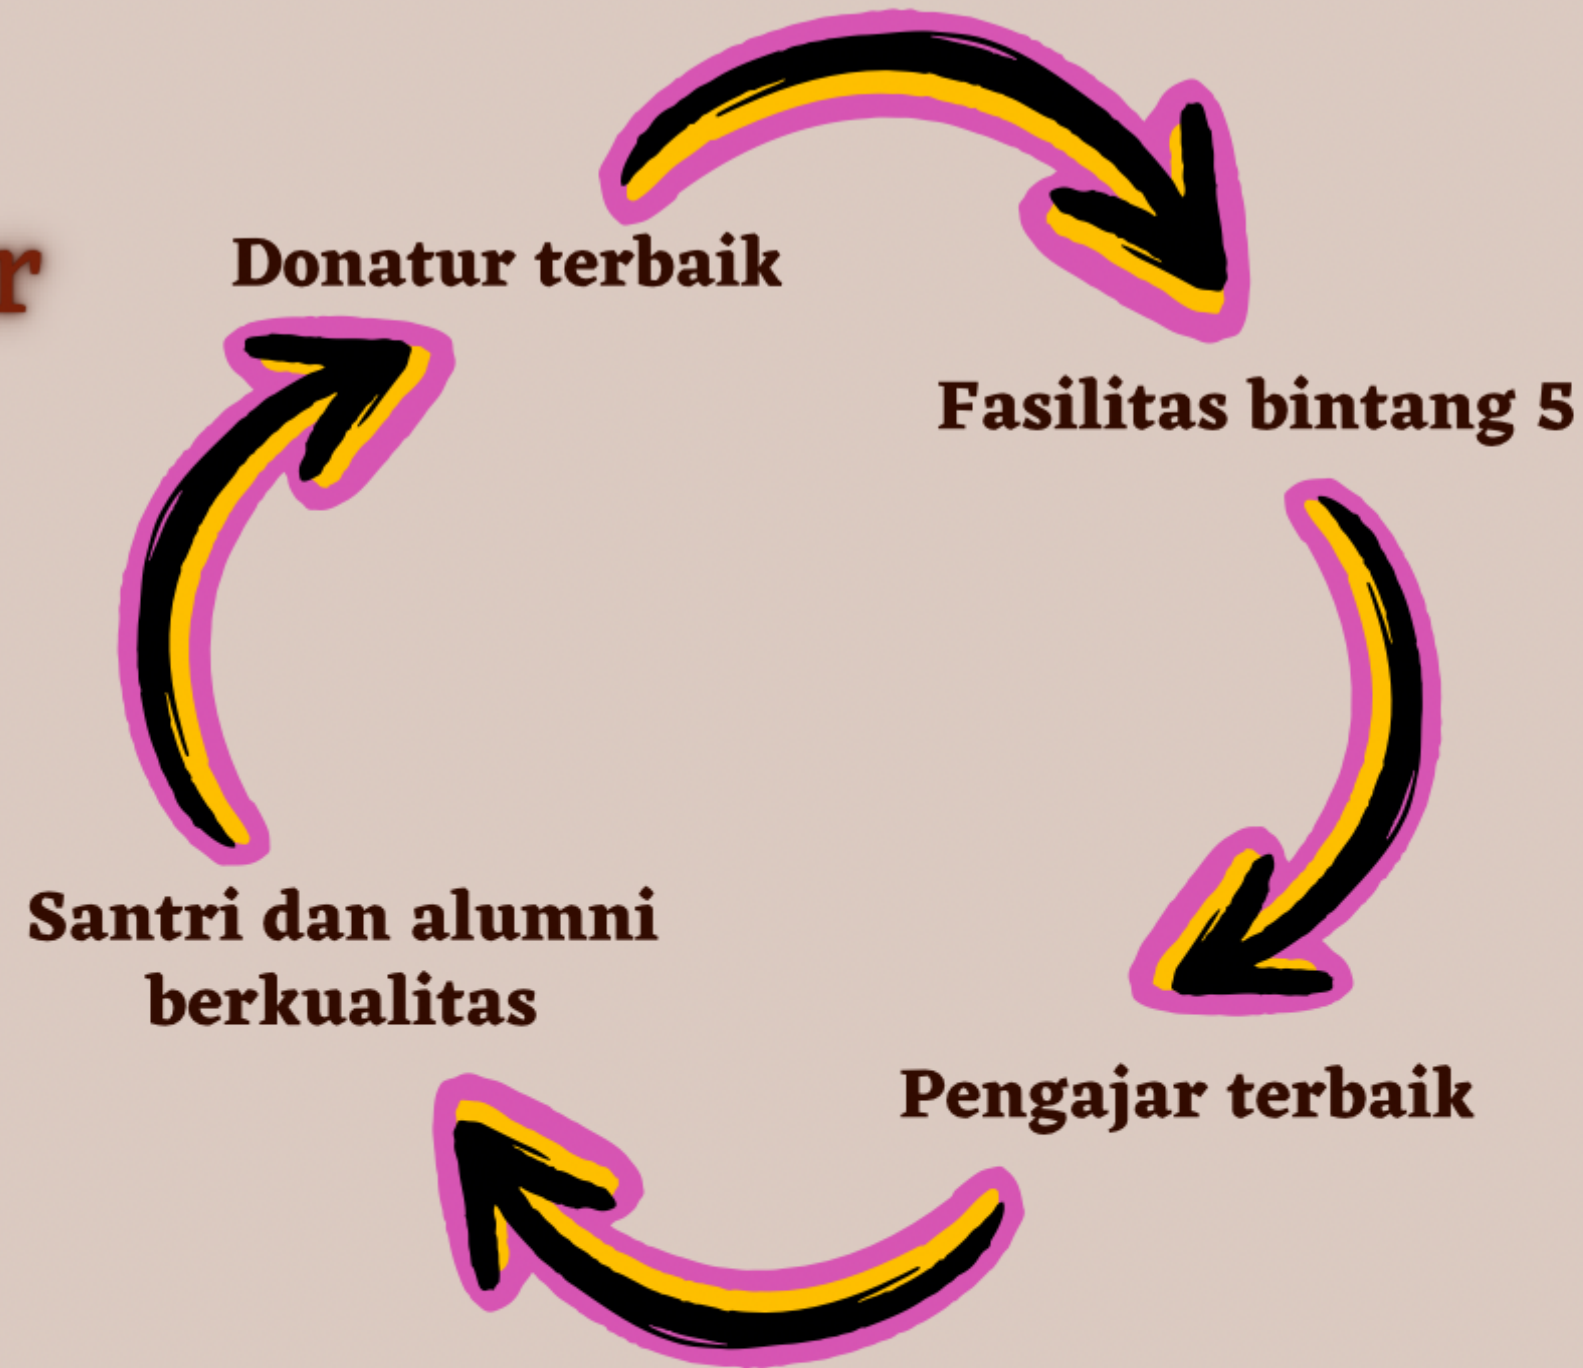 Donatur terbaik
Fasilitas bintang 5
Santri dan alumni
berkualitas
Pengajar terbaik